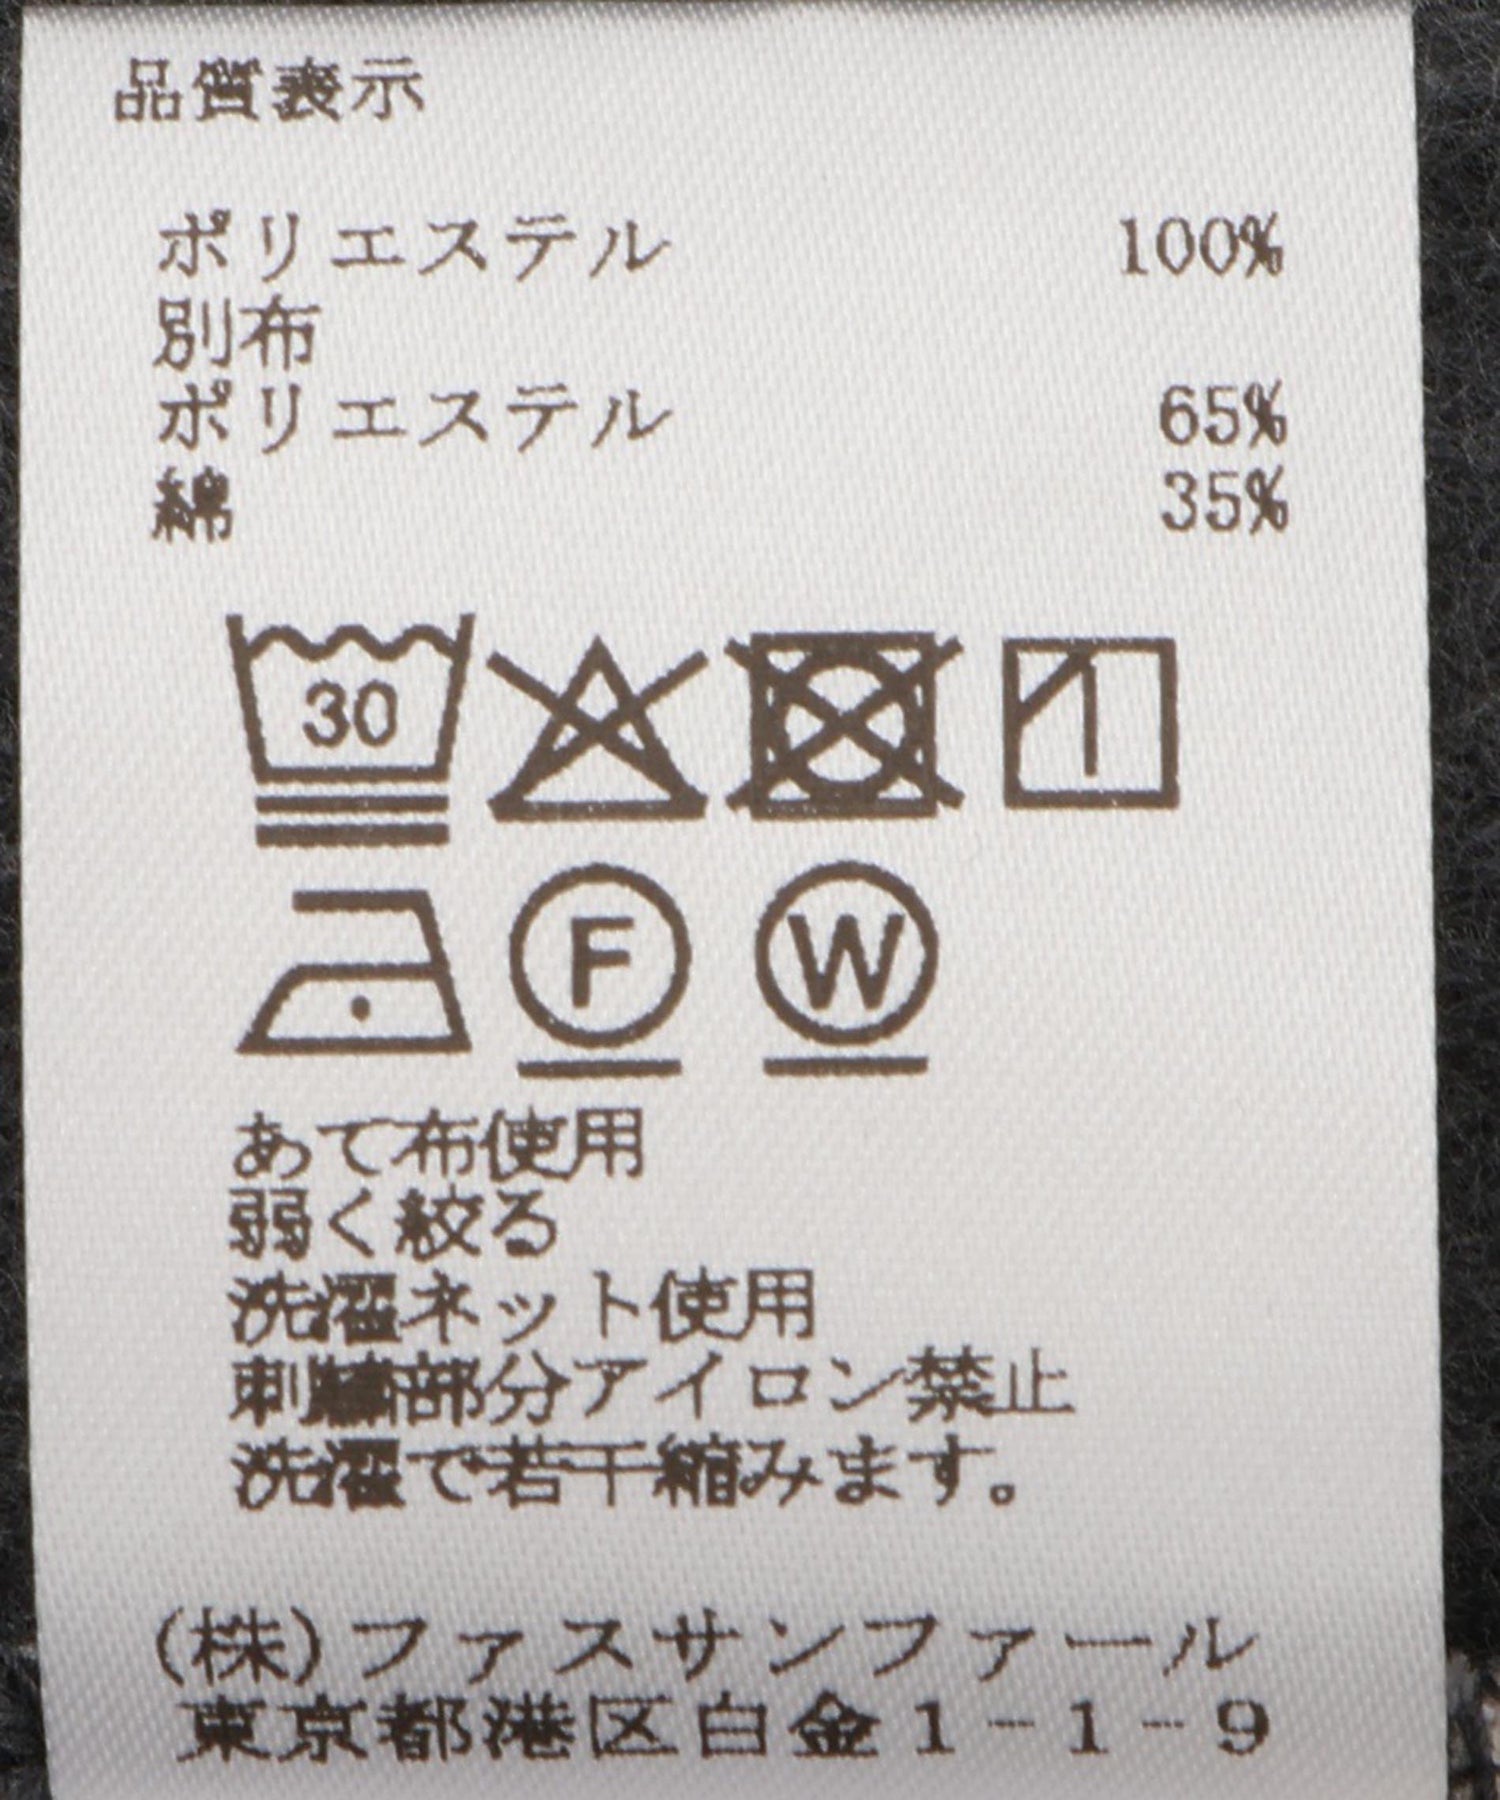 品質表示
ポリエステル 100%
別布
ポリエステル 65%
綿 35%
30
F W
あて布使用
弱く絞る
洗濯ネット使用
刺繍部分アイロン禁止
洗濯で若干縮みます。
(株)ファスサンファール
東京都港区白金1-1-9